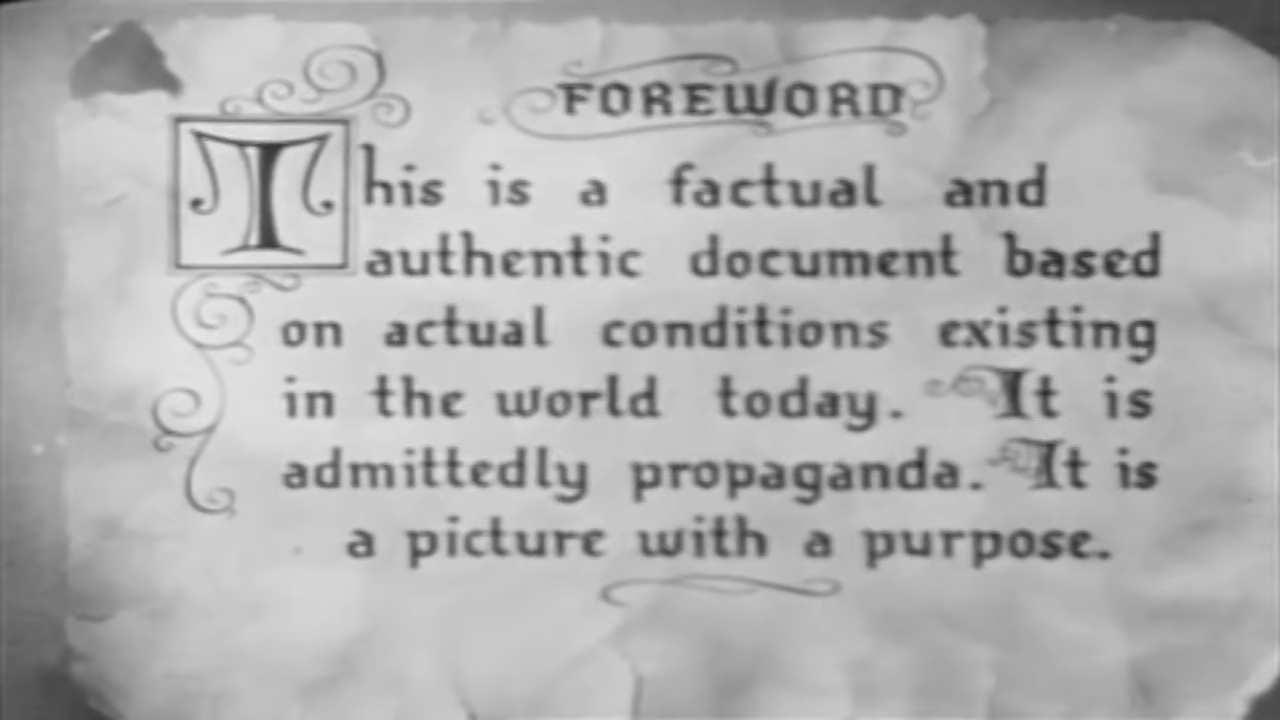 FOREWORD
This is a factual and
authentic document based
on actual conditions existing
in the world today. It is
admittedly propaganda. It is
a picture with a purpose.